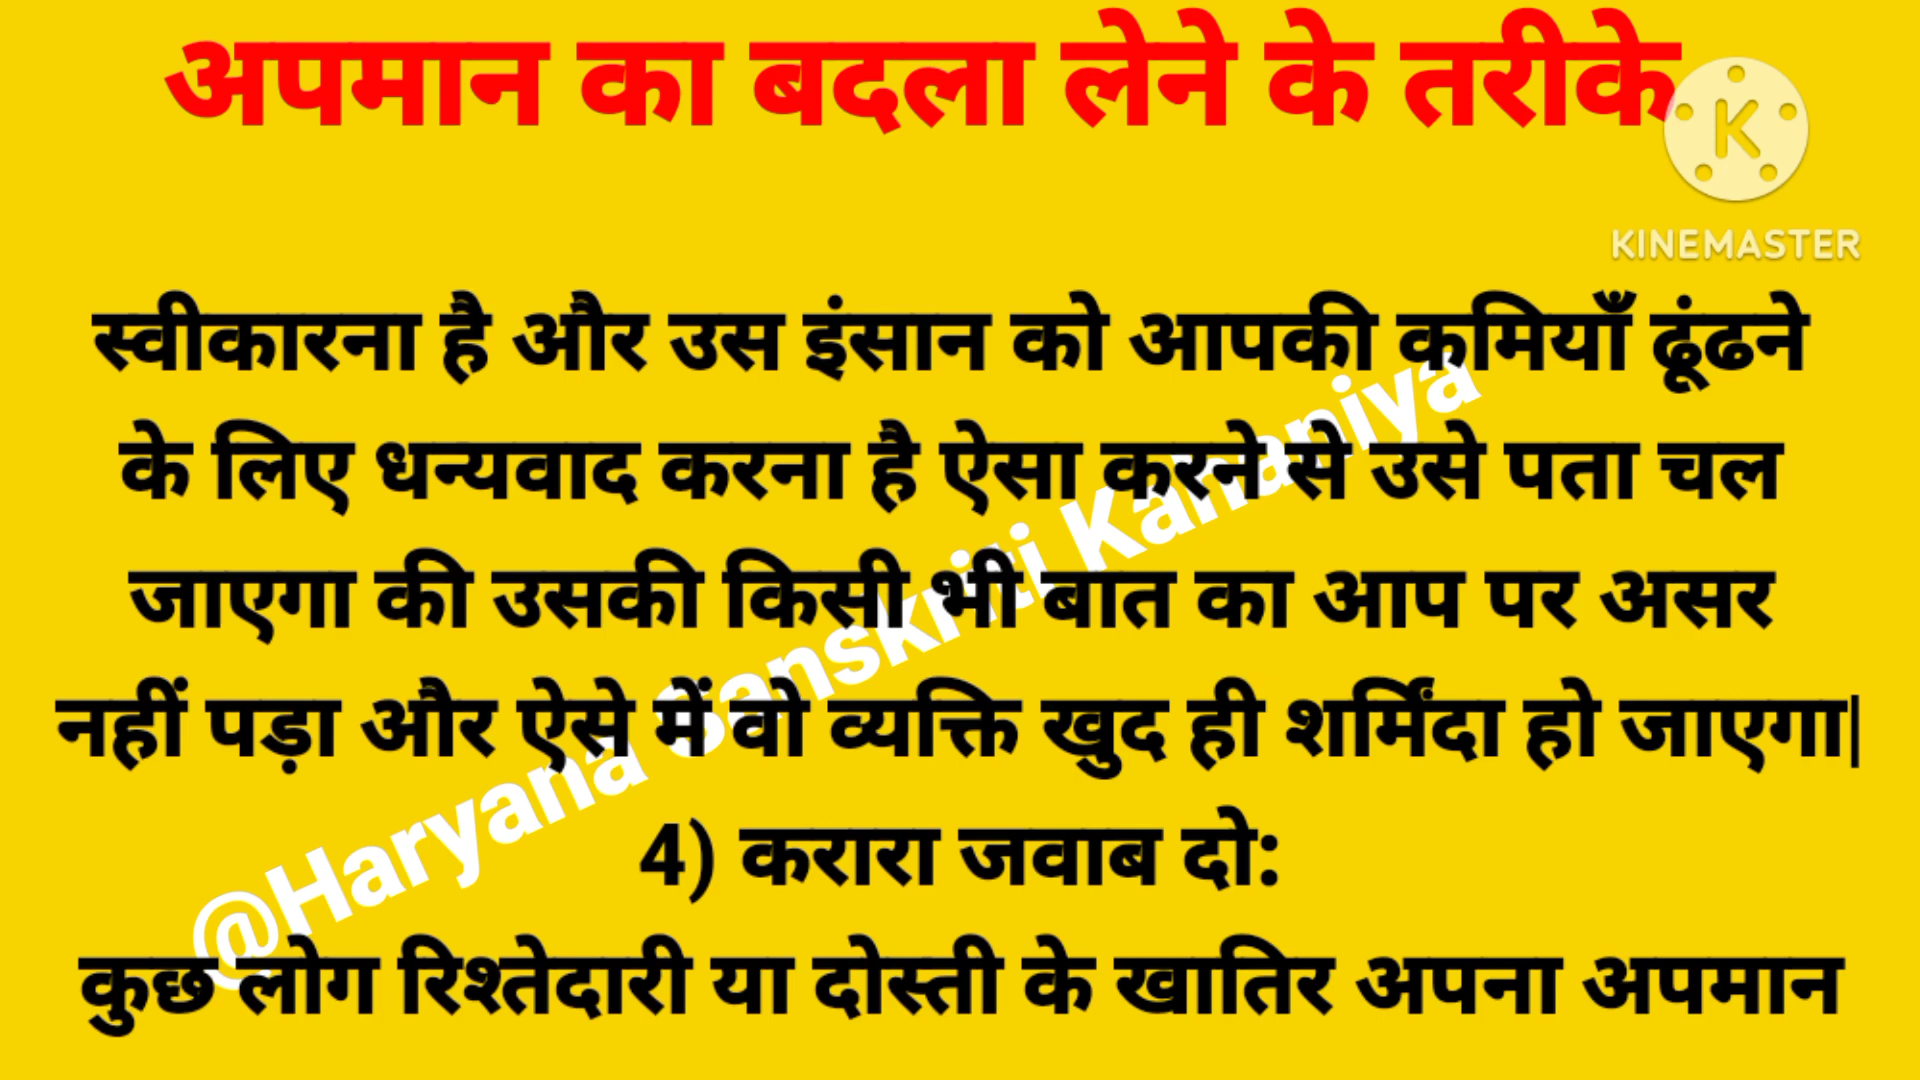 अपमान का बदला लेने के तरीके
K
KINEMASTER
स्वीकारना है और उस इंसान को आपकी कमियाँ ढूंढने
के लिए धन्यवाद करना है ऐसा करने से उसे पता चल
जाएगा की उसकी किसी भी बात का आप पर असर
नहीं पड़ा और ऐसे में वो व्यक्ति खुद ही शर्मिंदा हो जाएगा|
4) करारा जवाब दो:
कुछ लोग रिश्तेदारी या दोस्ती के खातिर अपना अपमान
@Haryana Sanskriti Kahaniya